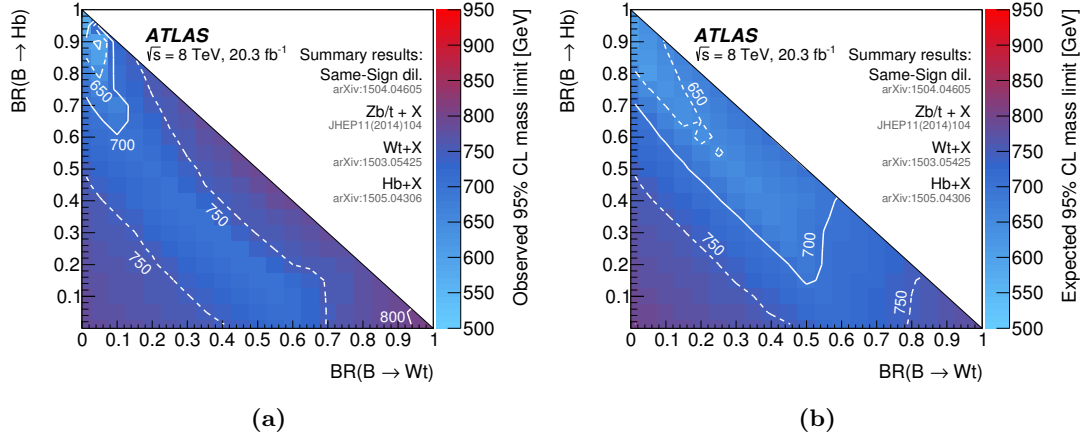 BR(B → Hb)
1
0.9
0.8
0.7
0.6
0.5
0.4
0.3
0.2
0.1
ATLAS
√s = 8 TeV, 20.3 fb⁻¹
Summary results:
Same-Sign dil.
arXiv:1504.04605
Zb/t + X
JHEP11(2014)104
Wt+X
arXiv:1503.05425
Hb+X
arXiv:1505.04306
650
700
750
750
800
0 0.1 0.2 0.3 0.4 0.5 0.6 0.7 0.8 0.9 1
BR(B → Wt)
950
900
850
800
750
700
650
600
550
500
Observed 95% CL mass limit [GeV]
(a)
BR(B → Hb)
1
0.9
0.8
0.7
0.6
0.5
0.4
0.3
0.2
0.1
ATLAS
√s = 8 TeV, 20.3 fb⁻¹
Summary results:
Same-Sign dil.
arXiv:1504.04605
Zb/t + X
JHEP11(2014)104
Wt+X
arXiv:1503.05425
Hb+X
arXiv:1505.04306
650
700
750
750
0 0.1 0.2 0.3 0.4 0.5 0.6 0.7 0.8 0.9 1
BR(B → Wt)
950
900
850
800
750
700
650
600
550
500
Expected 95% CL mass limit [GeV]
(b)